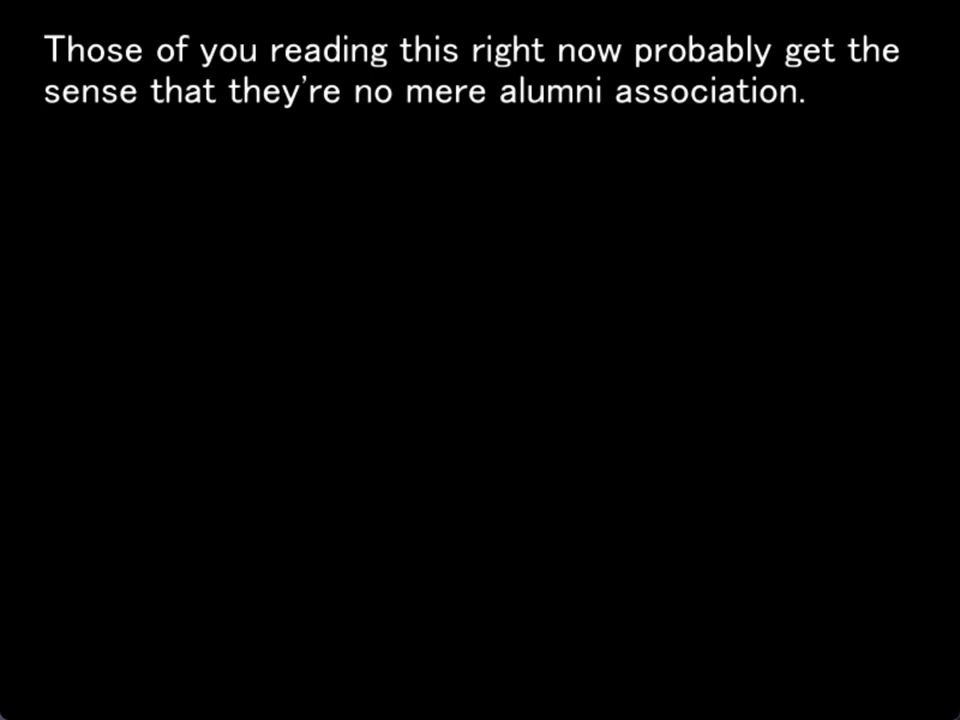 Those of you reading this right now probably get the
sense that they're no mere alumni association.